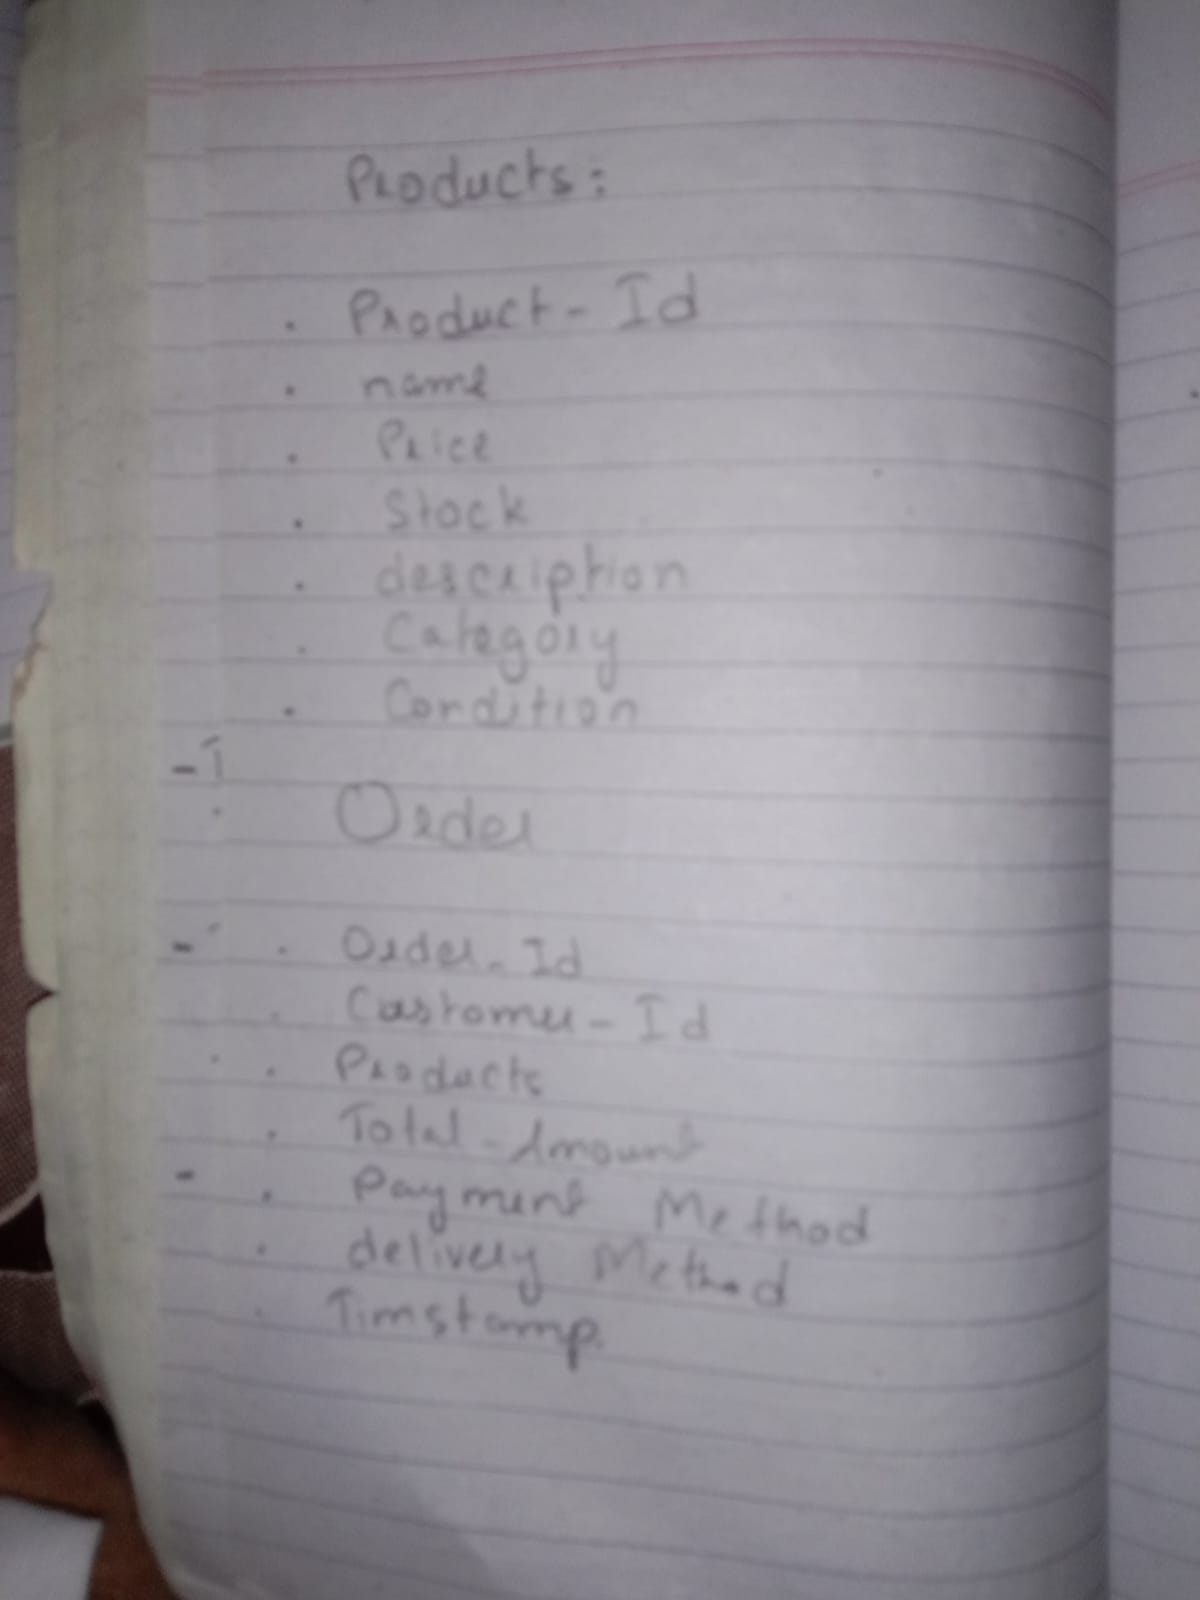 Products:
. Product-Id
. name
. Price
. Stock
. description
. Category
. Condition
Order
. Order-Id
. Customer-Id
. Products
. Total-Amount
. Payment Method
. delivery Method
. Timstamp.